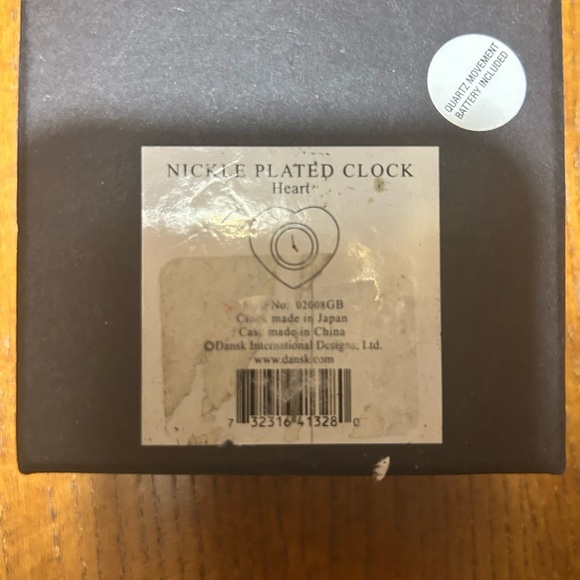 QUARTZ MOVEMENT
BATTERY INCLUDED
NICKLE PLATED CLOCK
Heart
No: 02008GB
Clock made in Japan
Case made in China
©Dansk International Designs, Ltd.
www.dansk.com
7 32316 41328 0